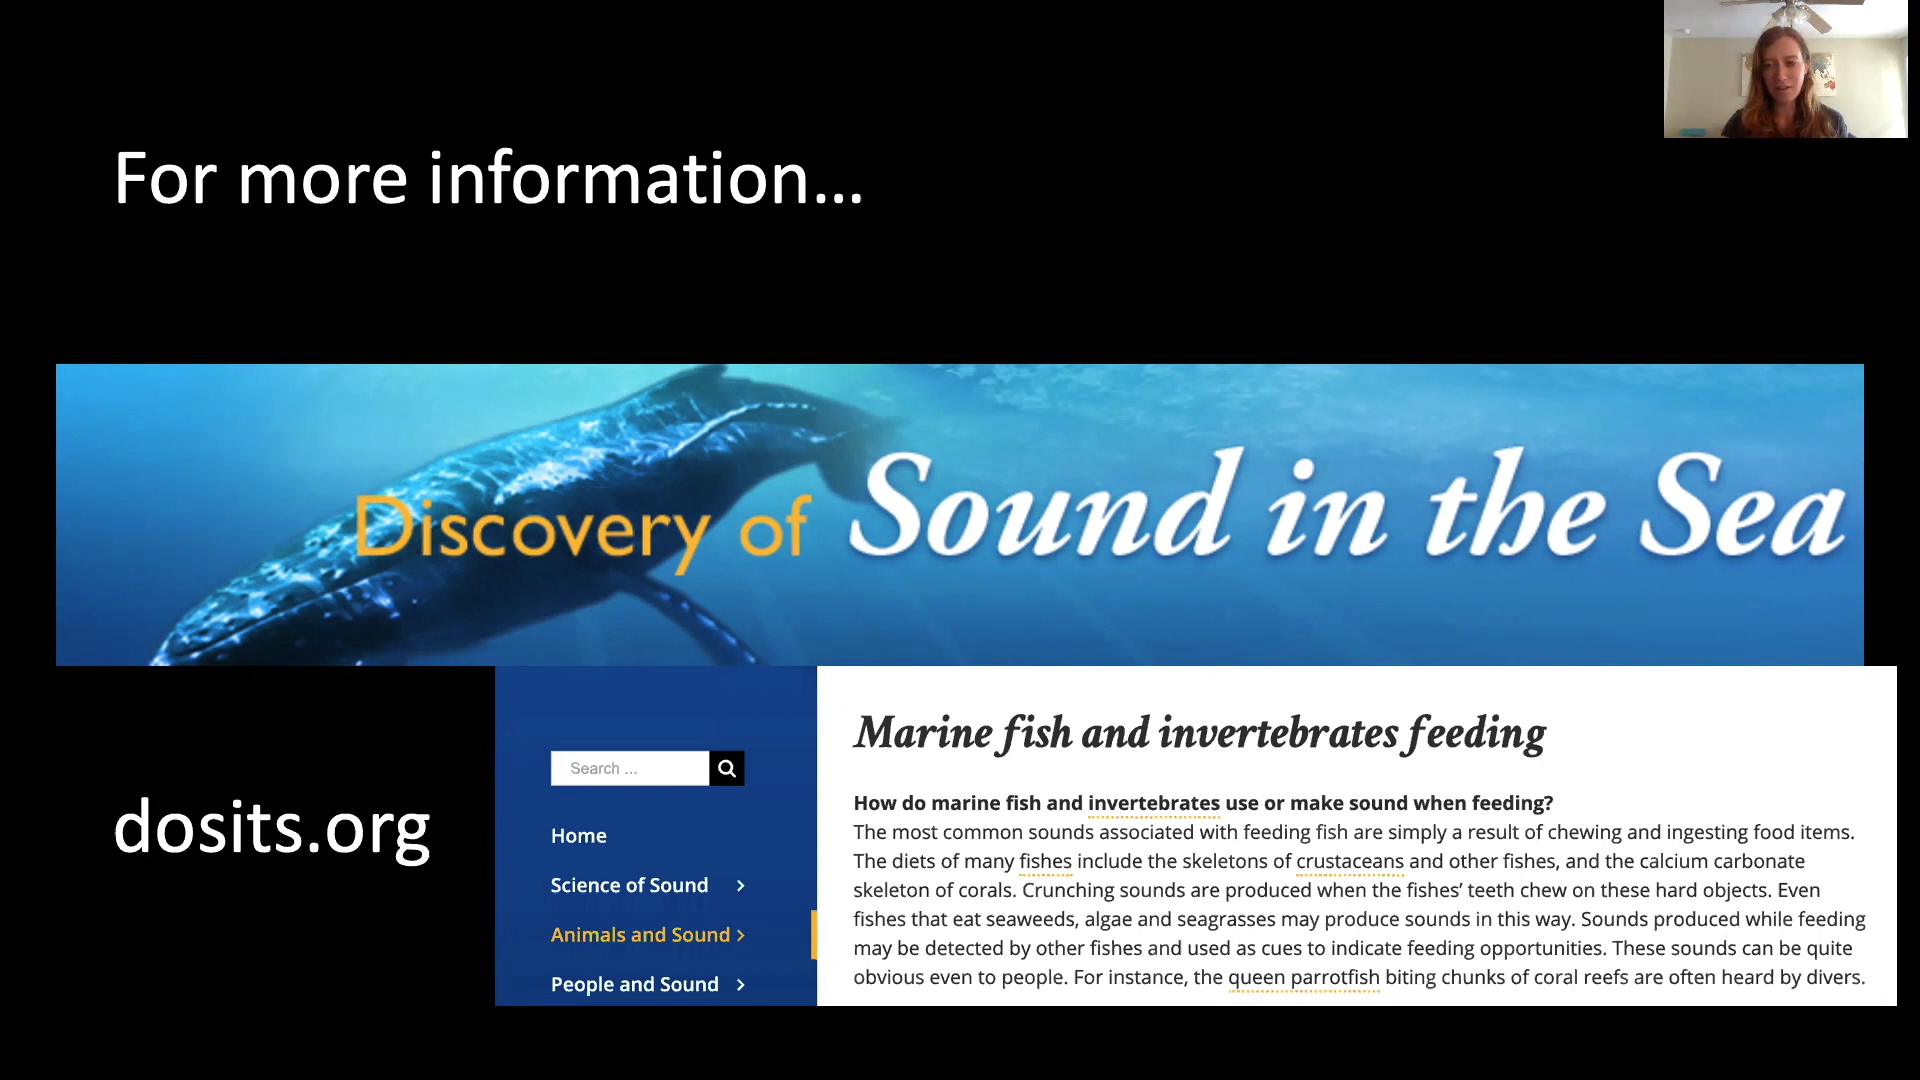 For more information...
Discovery of Sound in the Sea
dosits.org
Search ...
Home
Science of Sound
Animals and Sound
People and Sound
Marine fish and invertebrates feeding
How do marine fish and invertebrates use or make sound when feeding?
The most common sounds associated with feeding fish are simply a result of chewing and ingesting food items.
The diets of many fishes include the skeletons of crustaceans and other fishes, and the calcium carbonate
skeleton of corals. Crunching sounds are produced when the fishes’ teeth chew on these hard objects. Even
fishes that eat seaweeds, algae and seagrasses may produce sounds in this way. Sounds produced while feeding
may be detected by other fishes and used as cues to indicate feeding opportunities. These sounds can be quite
obvious even to people. For instance, the queen parrotfish biting chunks of coral reefs are often heard by divers.